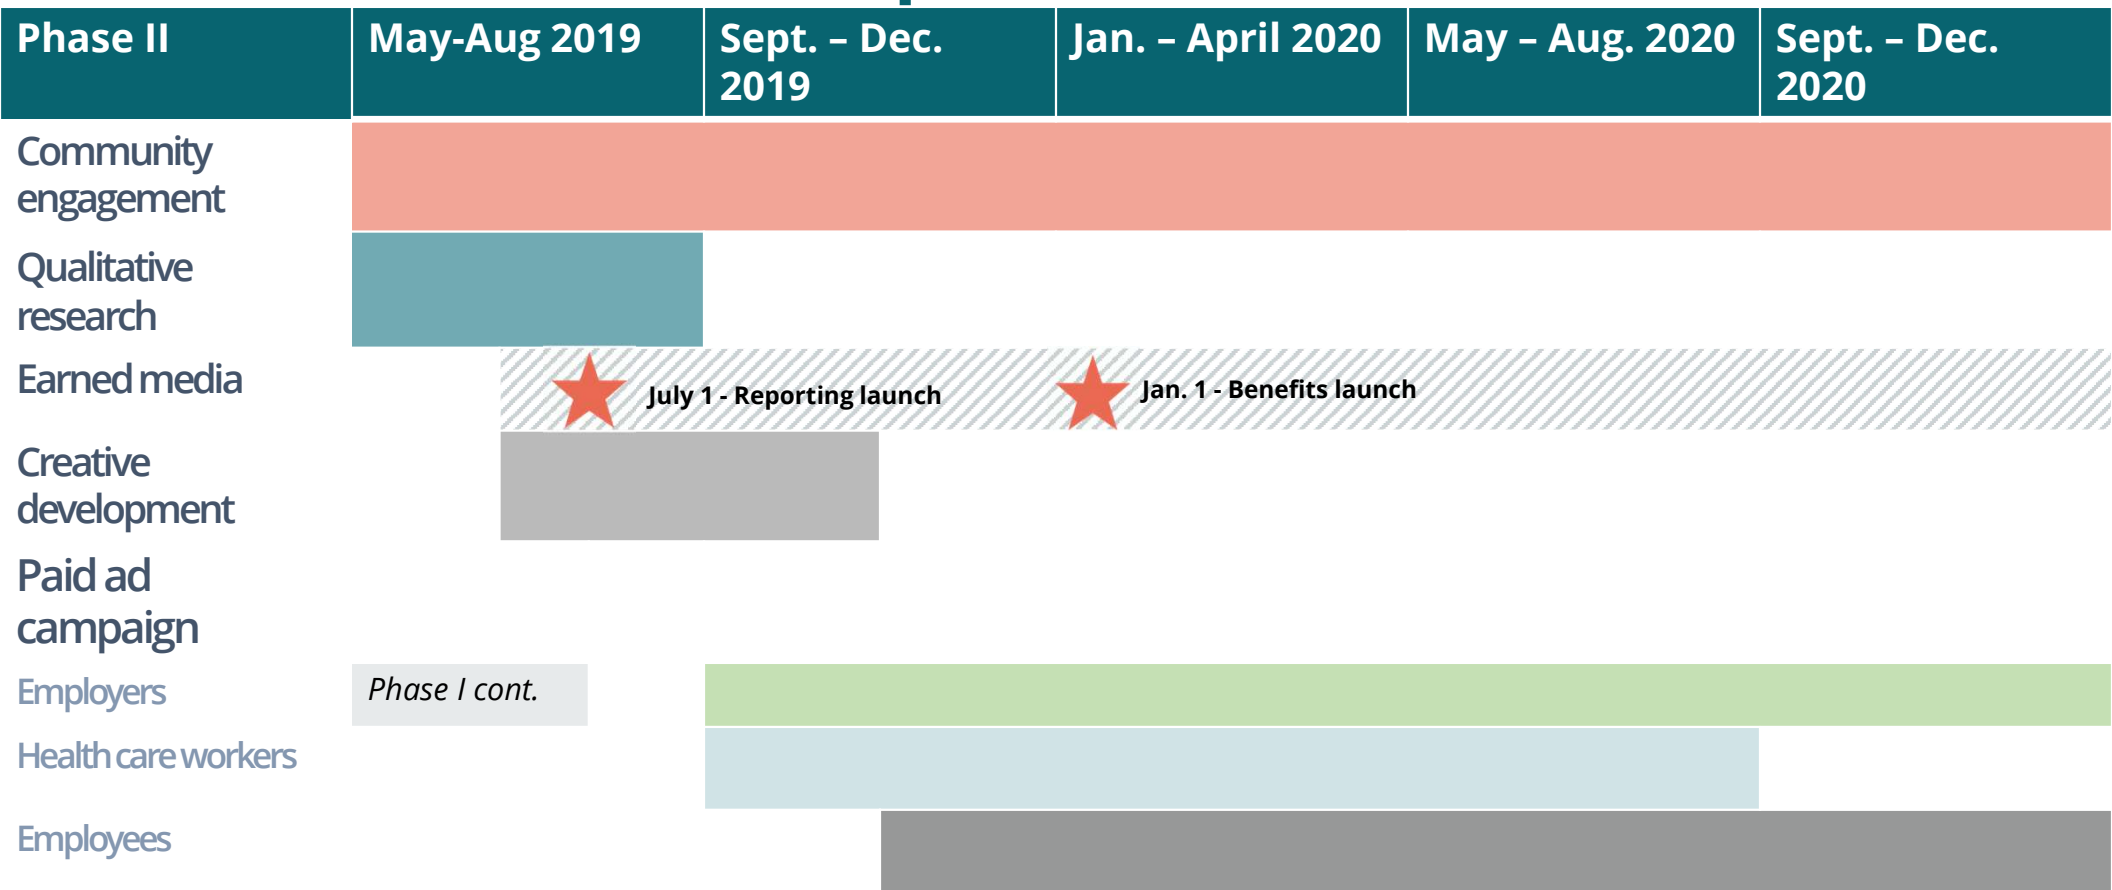 Phase II
May-Aug 2019
Sept. – Dec.
2019
Jan. – April 2020
May – Aug. 2020
Sept. – Dec.
2020
Community
engagement
Qualitative
research
Earned media
July 1 - Reporting launch
Jan. 1 - Benefits launch
Creative
development
Paid ad
campaign
Employers
Phase I cont.
Health care workers
Employees